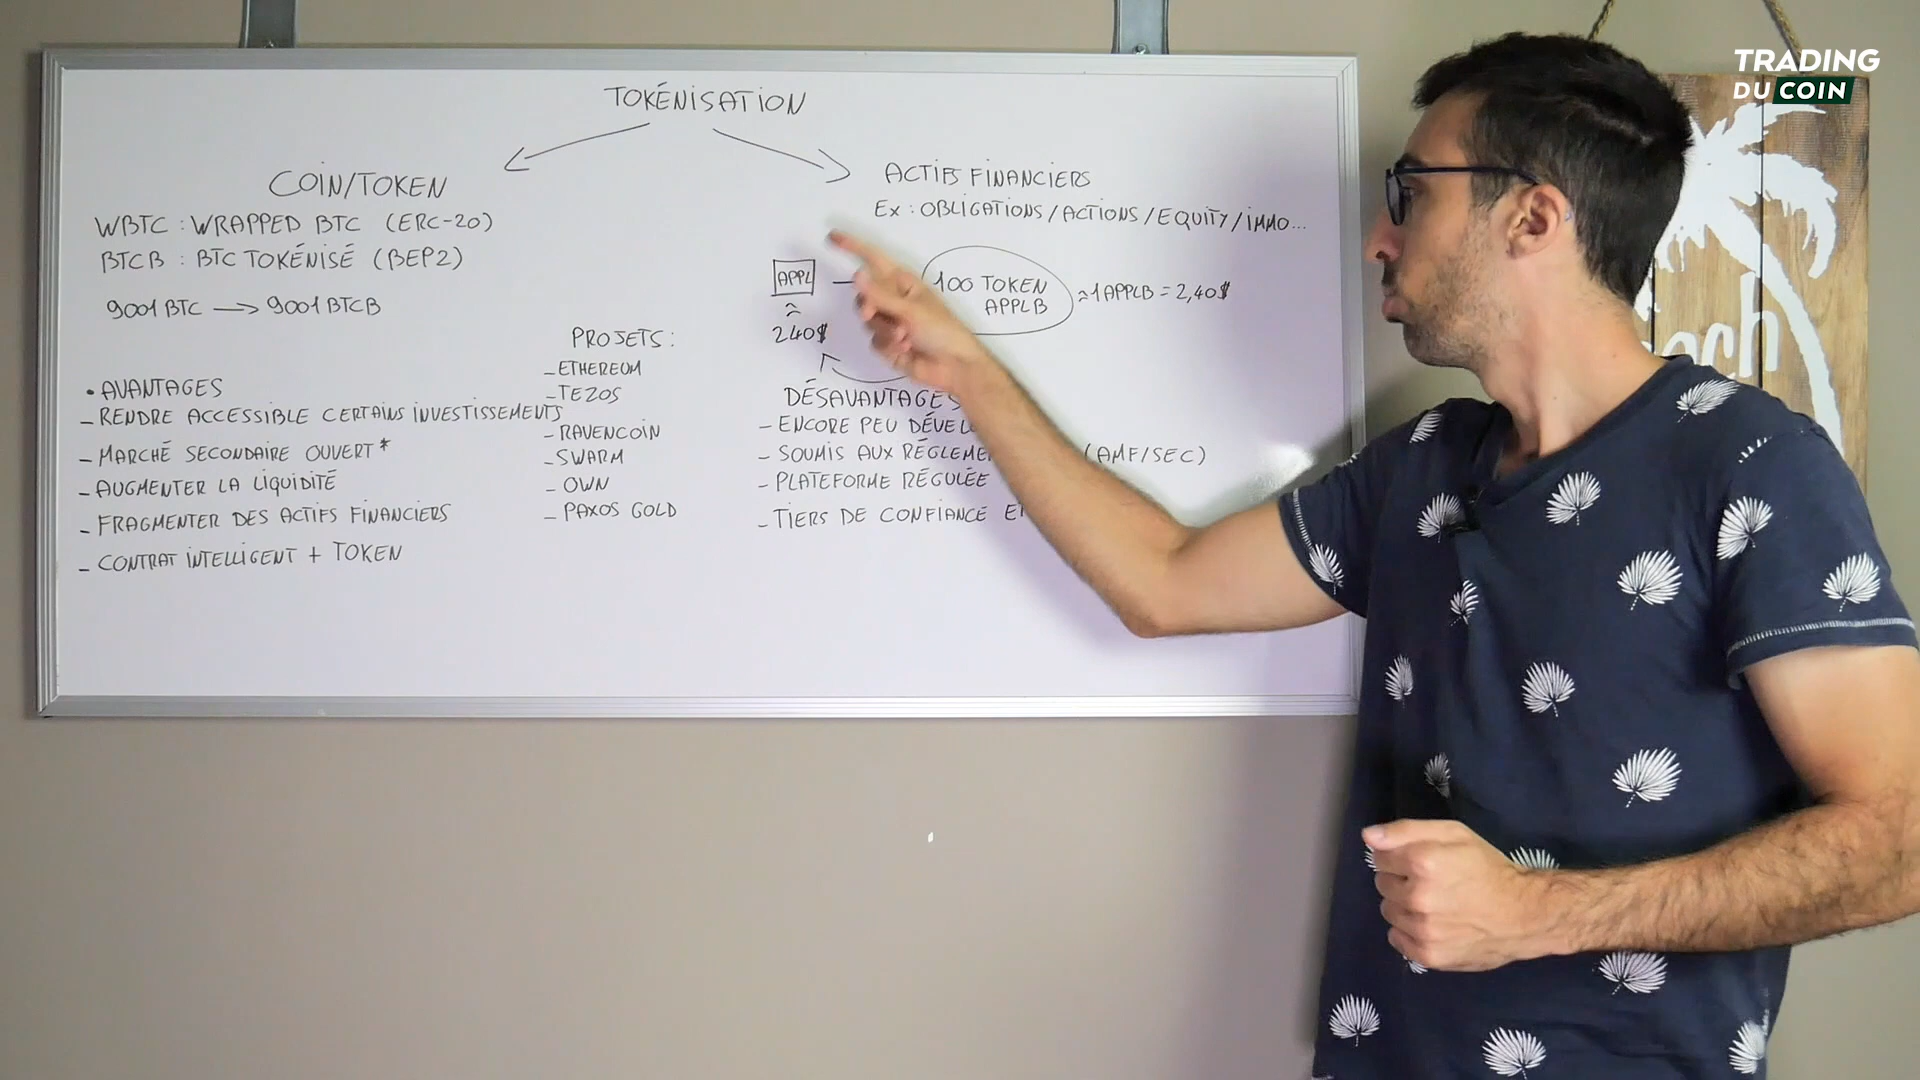 TRADING
DU COIN
TOKÉNISATION
COIN/TOKEN
WBTC : WRAPPED BTC (ERC-20)
BTCB : BTC TOKÉNISÉ (BEP2)
9001 BTC → 9001 BTCB
• AVANTAGES
- RENDRE ACCESSIBLE CERTAINS INVESTISSEMENTS
- MARCHÉ SECONDAIRE OUVERT *
- AUGMENTER LA LIQUIDITÉ
- FRAGMENTER DES ACTIFS FINANCIERS
- CONTRAT INTELLIGENT + TOKEN
PROJETS :
- ETHEREUM
- TEZOS
- RAVENCOIN
- SWARM
- OWN
- PAXOS GOLD
ACTIFS FINANCIERS
EX : OBLIGATIONS / ACTIONS / EQUITY / IMMO...
APPL
≈
240$
100 TOKEN
APPLB
≈ 1 APPLB = 2,40$
DÉSAVANTAGES
- ENCORE PEU
- SOUMIS AUX (AMF/SEC)
- PLATEFORME RÉGULÉE
- TIERS DE CONFIANCE